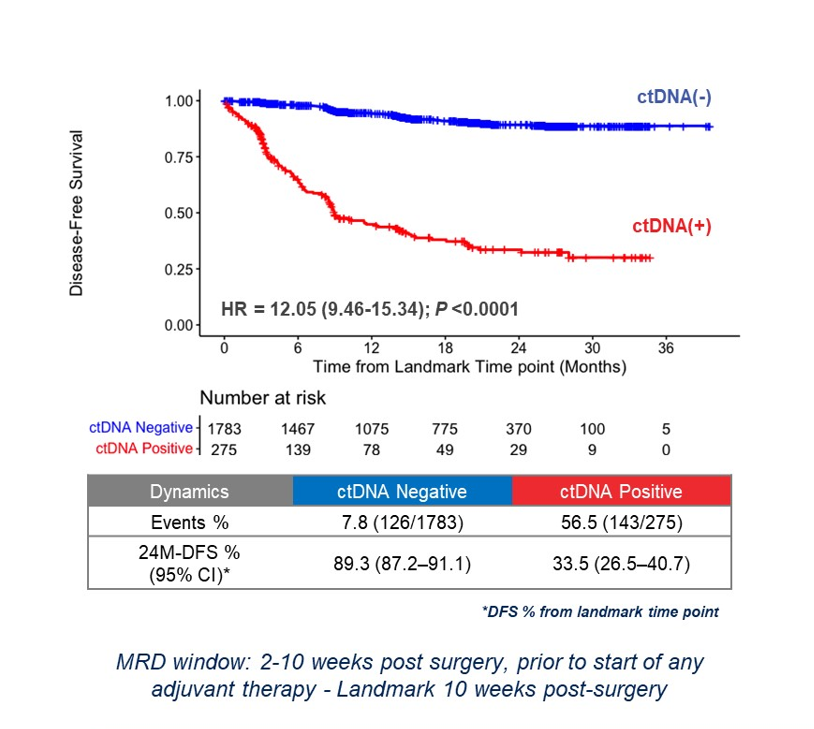 ctDNA(-)
1.00
0.75
0.50
0.25
0.00
Disease-Free Survival
ctDNA(+)
HR = 12.05 (9.46-15.34); P <0.0001
0 6 12 18 24 30 36
Time from Landmark Time point (Months)
Number at risk
ctDNA Negative 1783 1467 1075 775 370 100 5
ctDNA Positive 275 139 78 49 29 9 0
Dynamics ctDNA Negative ctDNA Positive
Events % 7.8 (126/1783) 56.5 (143/275)
24M-DFS %
(95% CI)* 89.3 (87.2–91.1) 33.5 (26.5–40.7)
*DFS % from landmark time point
MRD window: 2-10 weeks post surgery, prior to start of any
adjuvant therapy - Landmark 10 weeks post-surgery